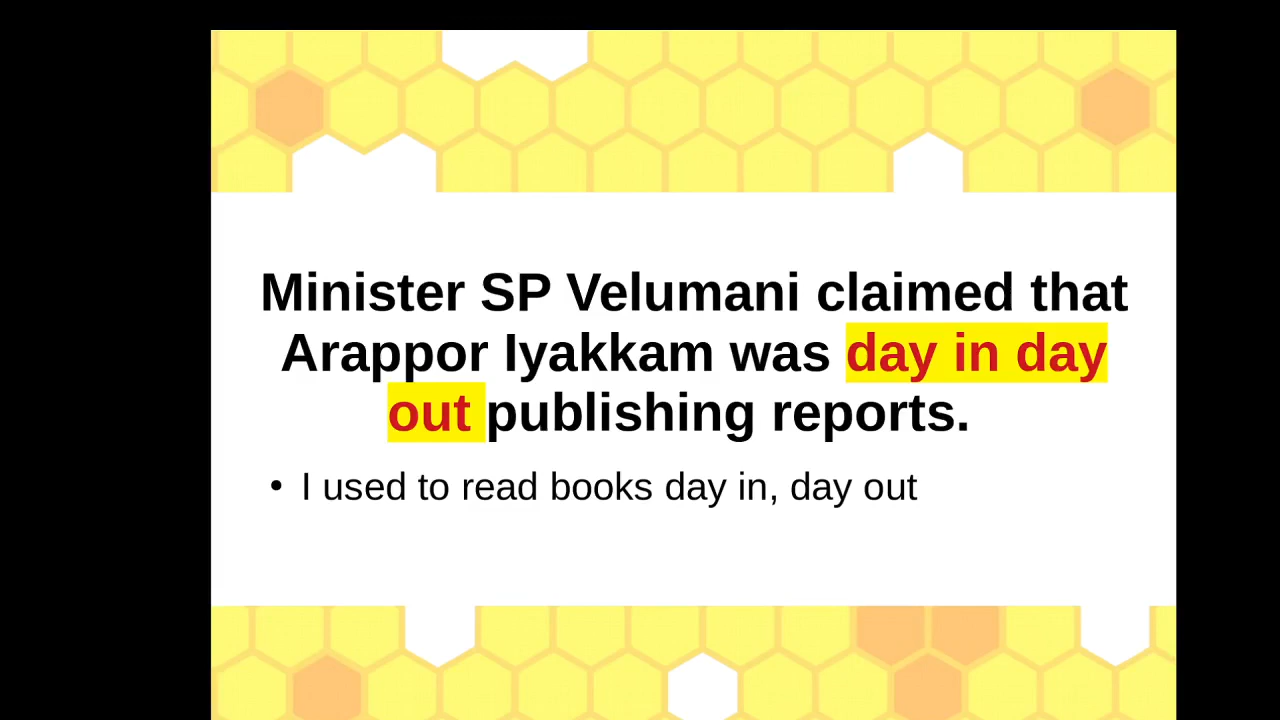 Minister SP Velumani claimed that
Arappor Iyakkam was day in day
out publishing reports.
• I used to read books day in, day out